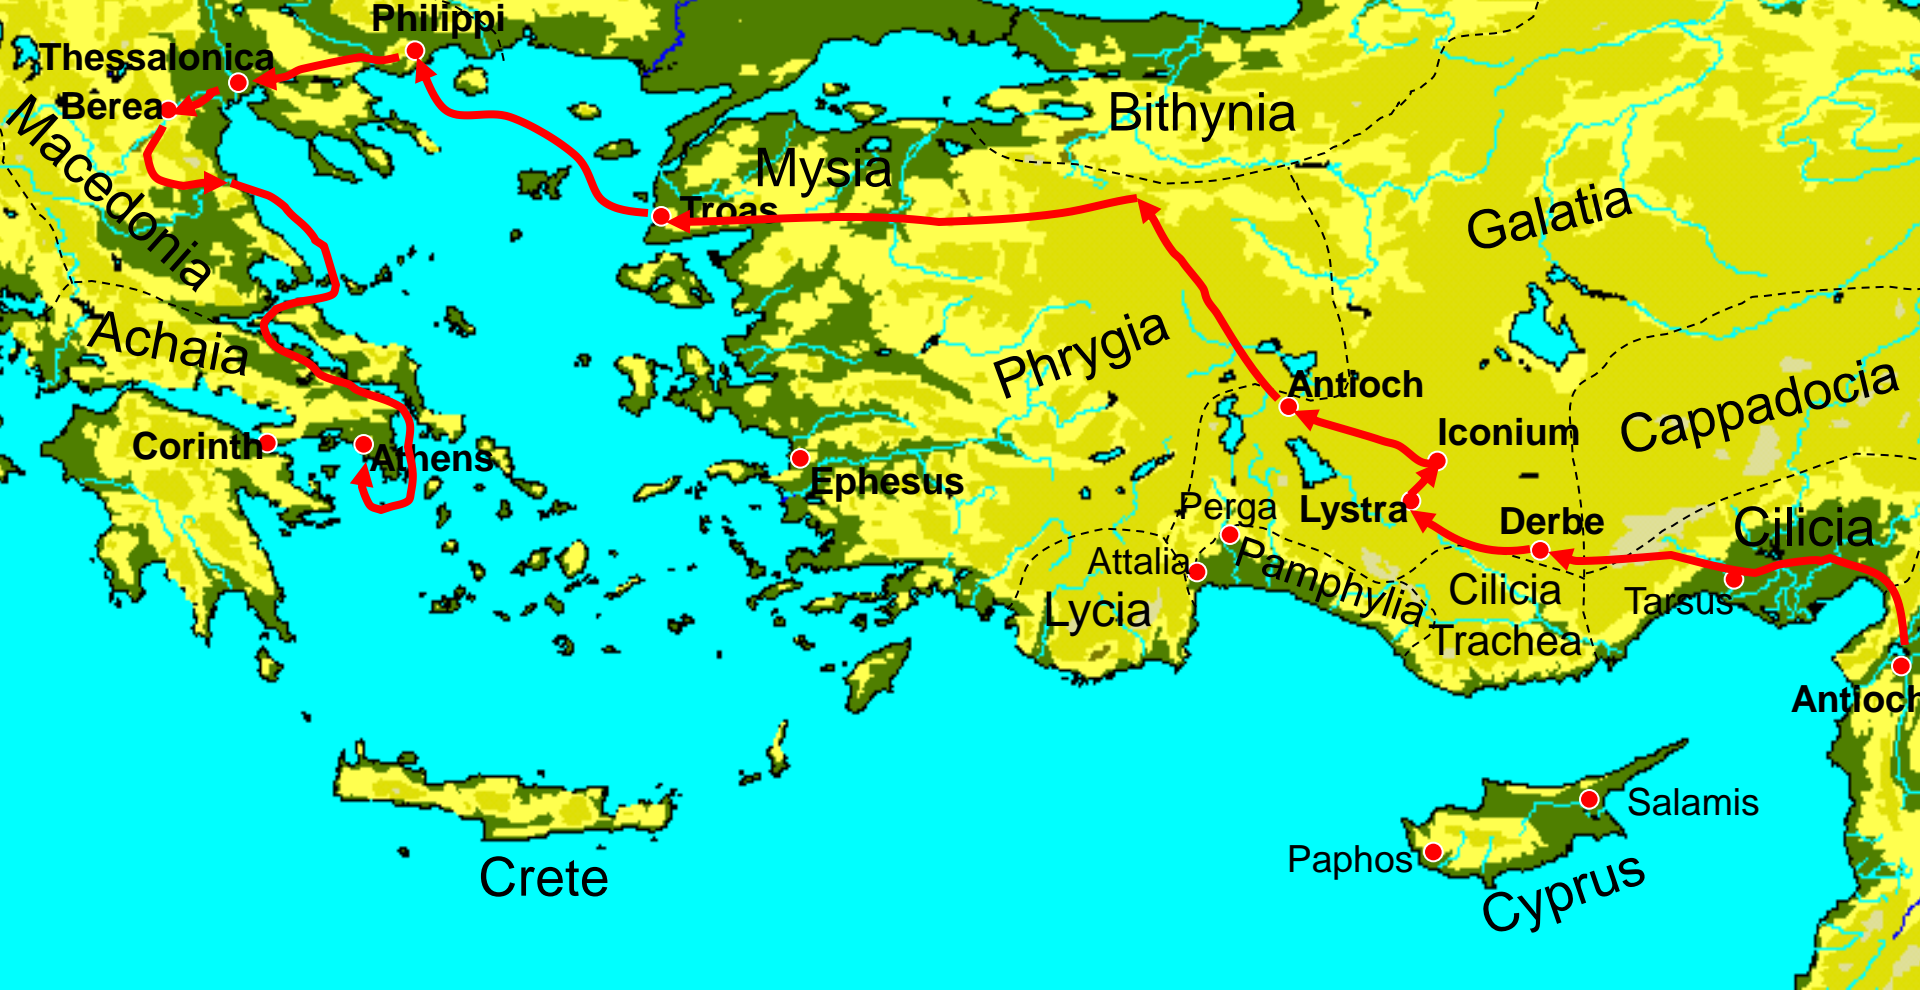 Philippi
Thessalonica
Berea
Macedonia
Bithynia
Mysia
Troas
Galatia
Achaia
Phrygia
Antioch
Cappadocia
Corinth
Athens
Iconium
Ephesus
Perga
Lystra
Derbe
Cilicia
Attalia
Pamphylia
Lycia
Cilicia
Trachea
Tarsus
Antioch
Salamis
Paphos
Crete
Cyprus